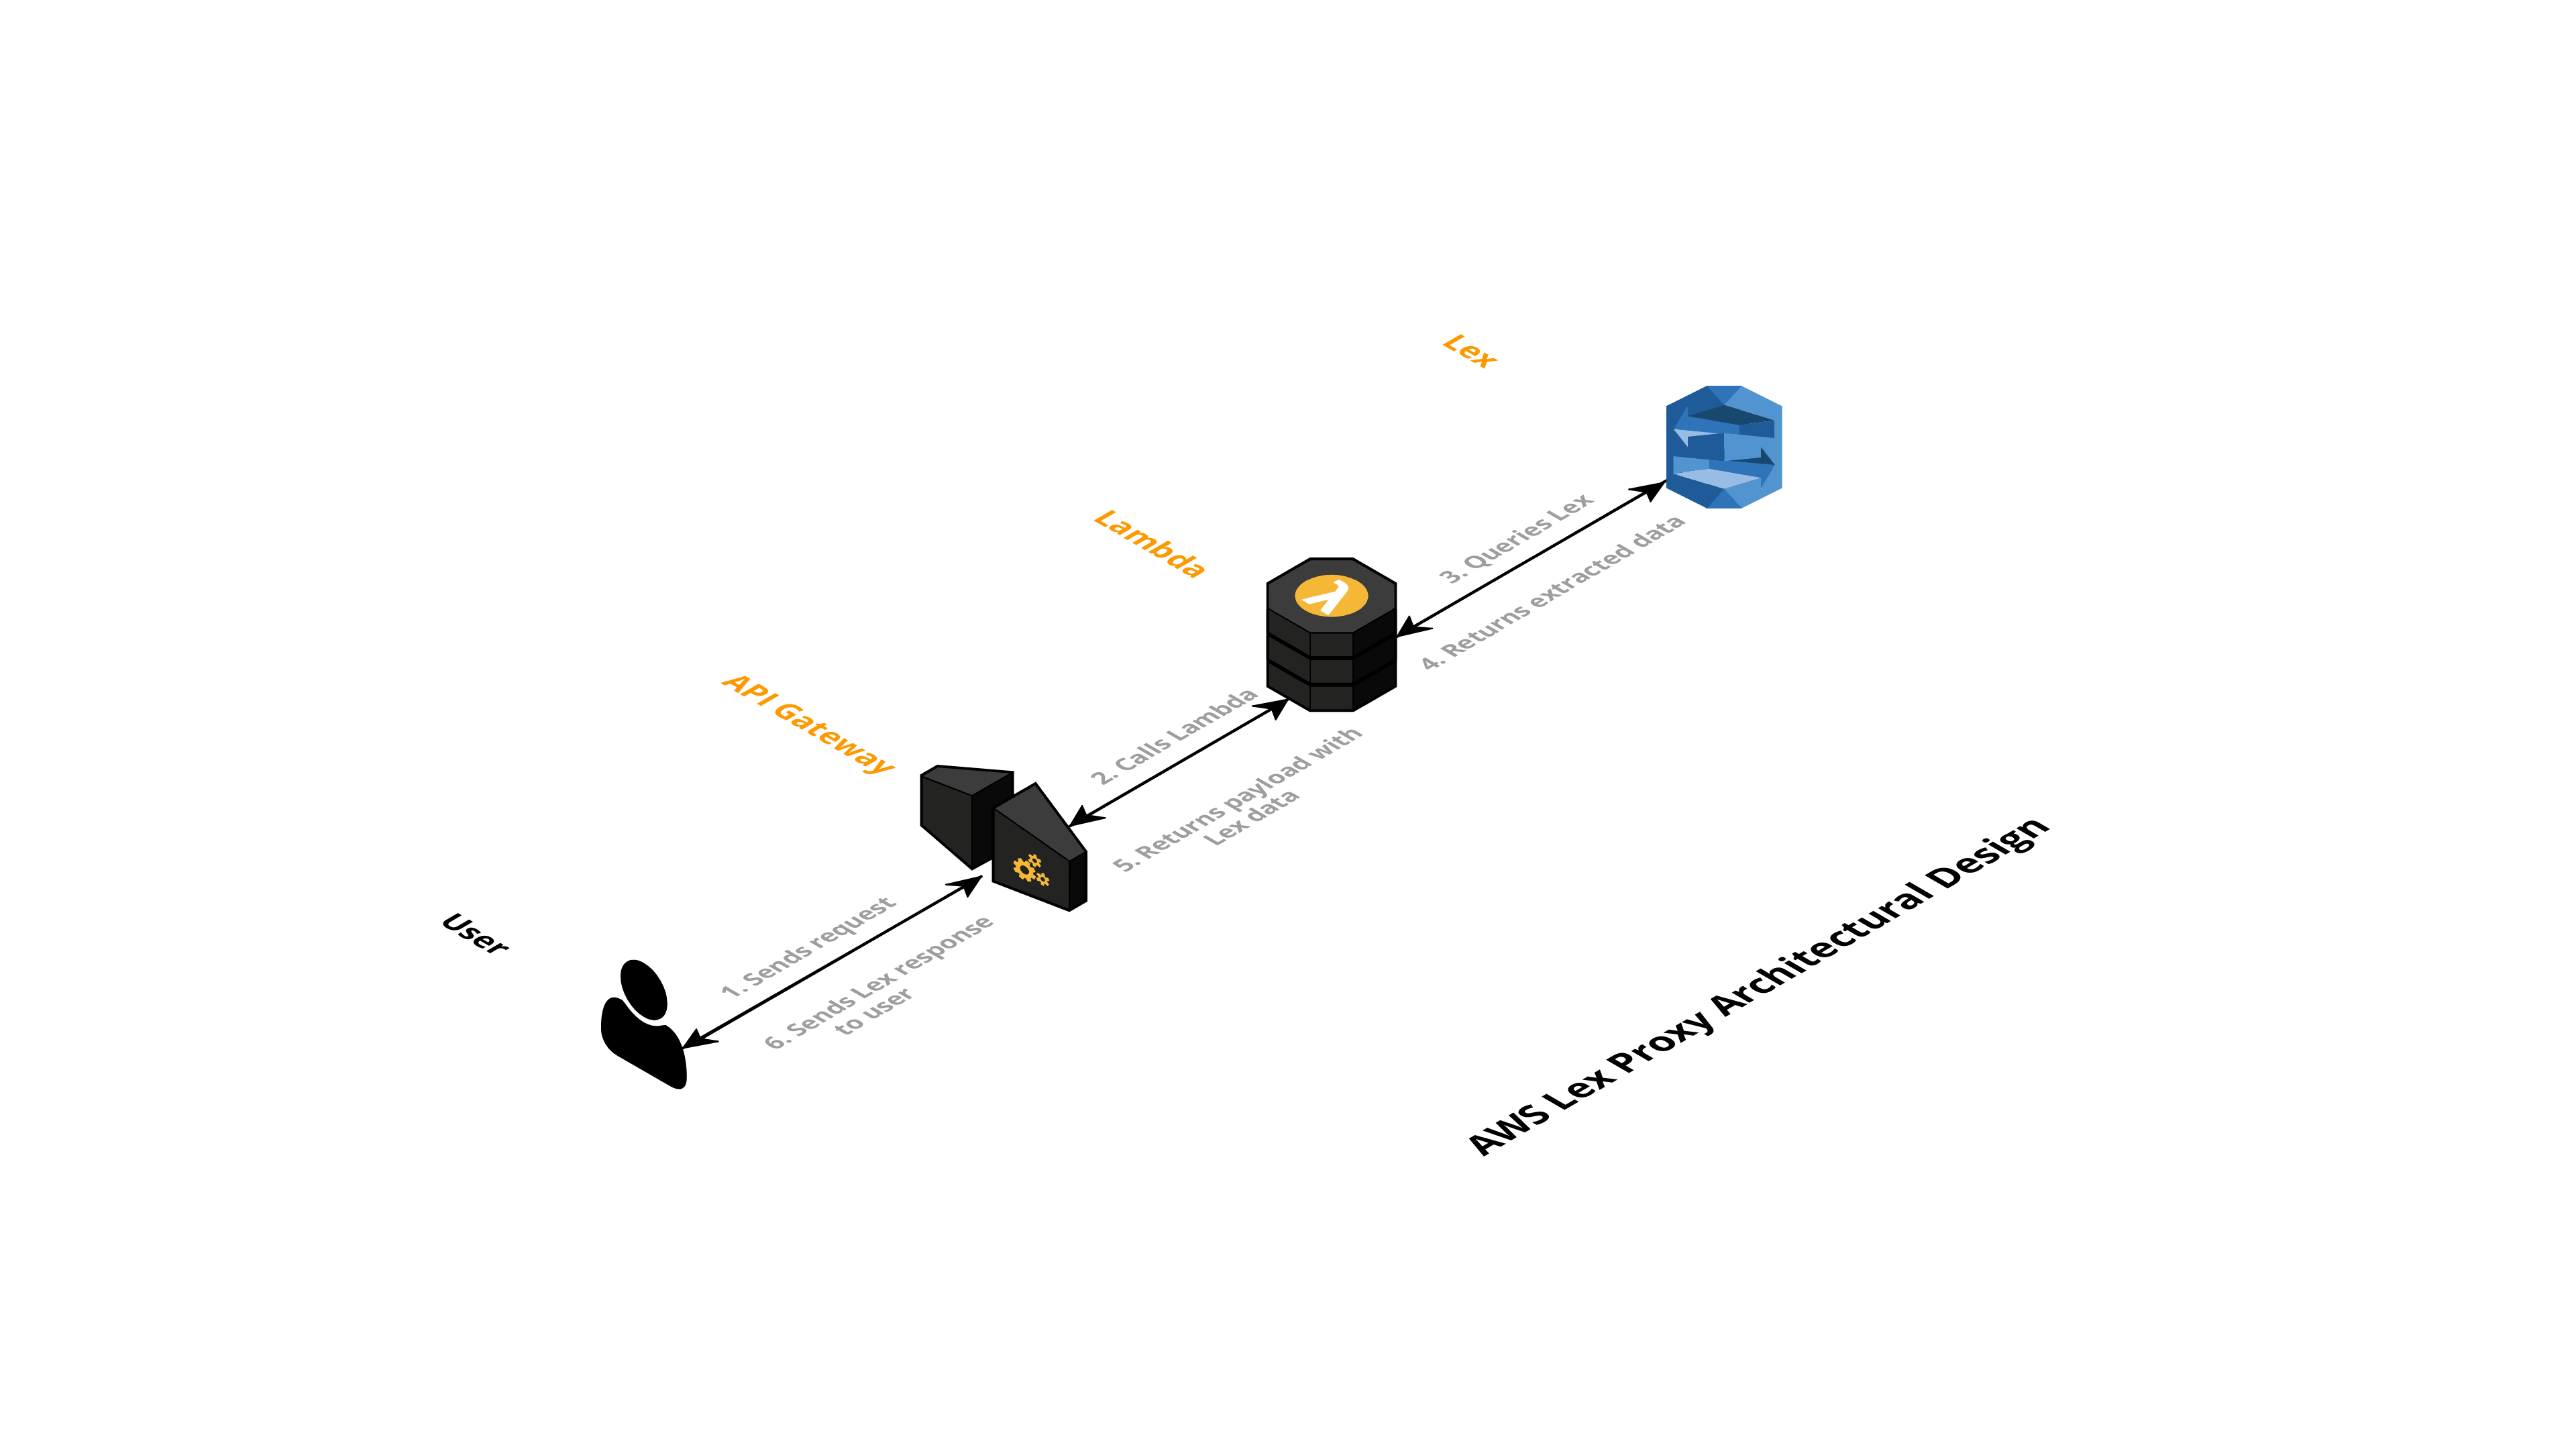 Lex
Lambda
3. Queries Lex
4. Returns extracted data
API Gateway
2. Calls Lambda
5. Returns payload with
Lex data
User
1. Sends request
6. Sends Lex response
to user
AWS Lex Proxy Architectural Design